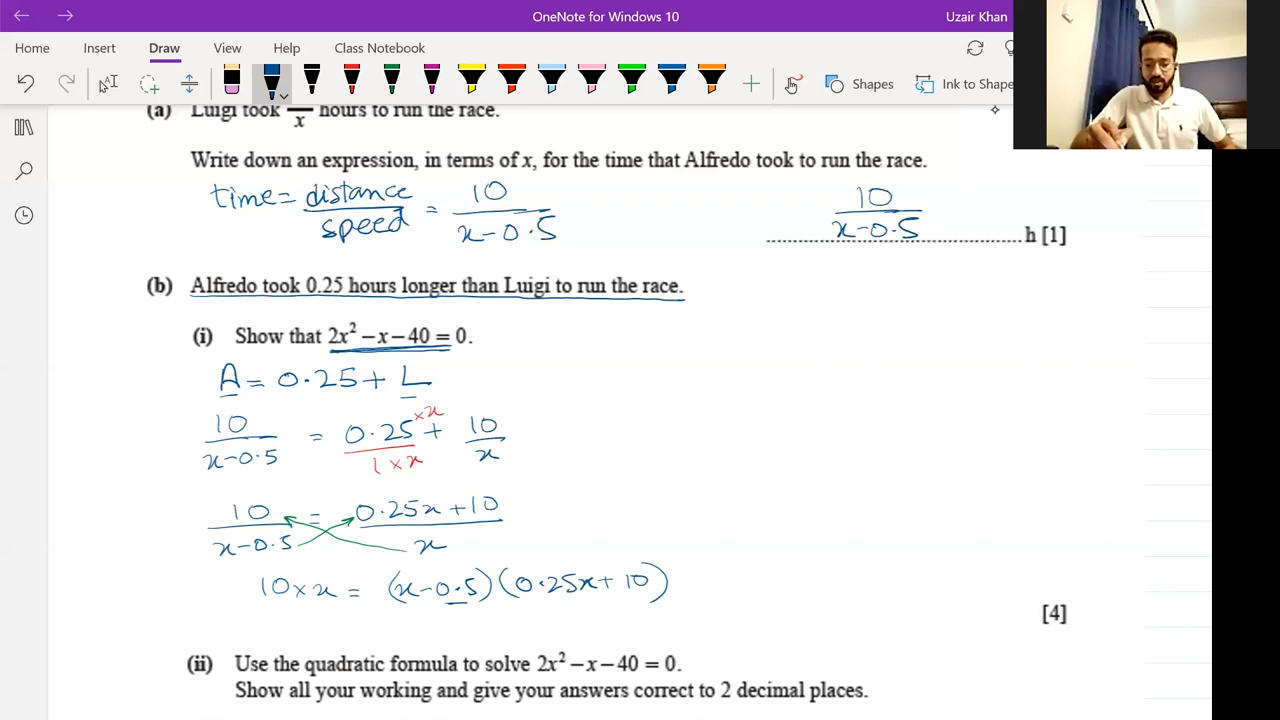 OneNote for Windows 10
Uzair Khan
Home Insert Draw View Help Class Notebook
Shapes Ink to Shape
(a) Luigi took — x hours to run the race.
Write down an expression, in terms of x, for the time that Alfredo took to run the race.
time = distance / speed = 10 / x-0.5
10 / x-0.5
h [1]
(b) Alfredo took 0.25 hours longer than Luigi to run the race.
(i) Show that 2x² – x – 40 = 0.
A = 0.25 + L
10 / x-0.5 = 0.25 ×x / 1×x + 10 / x
10 / x-0.5 = 0.25x+10 / x
10×x = (x-0.5)(0.25x+10)
[4]
(ii) Use the quadratic formula to solve 2x² – x – 40 = 0.
Show all your working and give your answers correct to 2 decimal places.